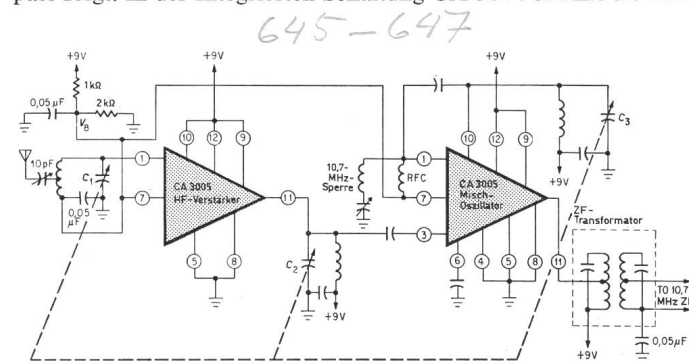 645-647
+9V
+9V
+9V
1kΩ
0,05 µF
2kΩ
V_B
C3
10
12
9
10
12
9
10pF
C1
1
10,7-
MHz-
Sperre
RFC
1
+9V
CA 3005
HF-Verstärker
CA 3005
Misch-
Oszillator
7
11
7
ZF-
Transformator
0,05
µF
3
5
8
C2
6
4
5
8
11
TO 10,7
MHz ZF
+9V
+9V
0,05µF